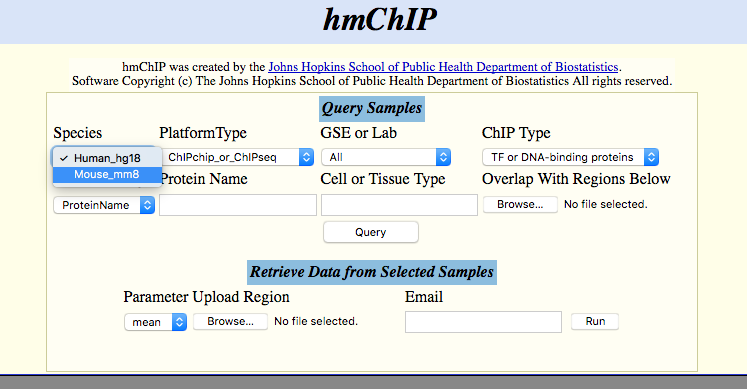 hmChIP
hmChIP was created by the Johns Hopkins School of Public Health Department of Biostatistics.
Software Copyright (c) The Johns Hopkins School of Public Health Department of Biostatistics All rights reserved.
Query Samples
Species PlatformType GSE or Lab ChIP Type
✓ Human_hg18 ChIPchip_or_ChIPseq All TF or DNA-binding proteins
Mouse_mm8
Protein Name Cell or Tissue Type Overlap With Regions Below
ProteinName Browse... No file selected.
Query
Retrieve Data from Selected Samples
Parameter Upload Region Email
mean Browse... No file selected. Run